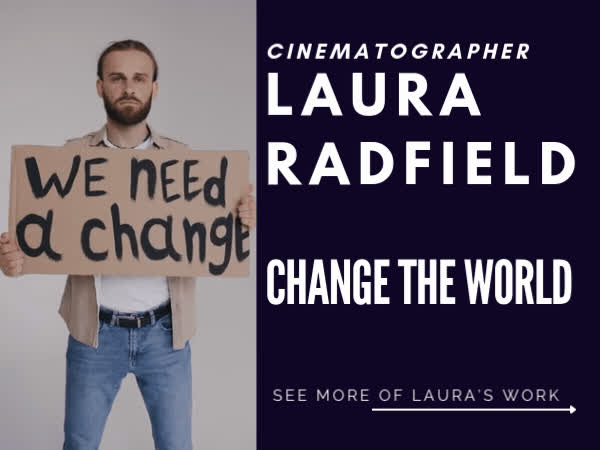 WE NEED
a change
CINEMATOGRAPHER
LAURA
RADFIELD
CHANGE THE WORLD
SEE MORE OF LAURA'S WORK